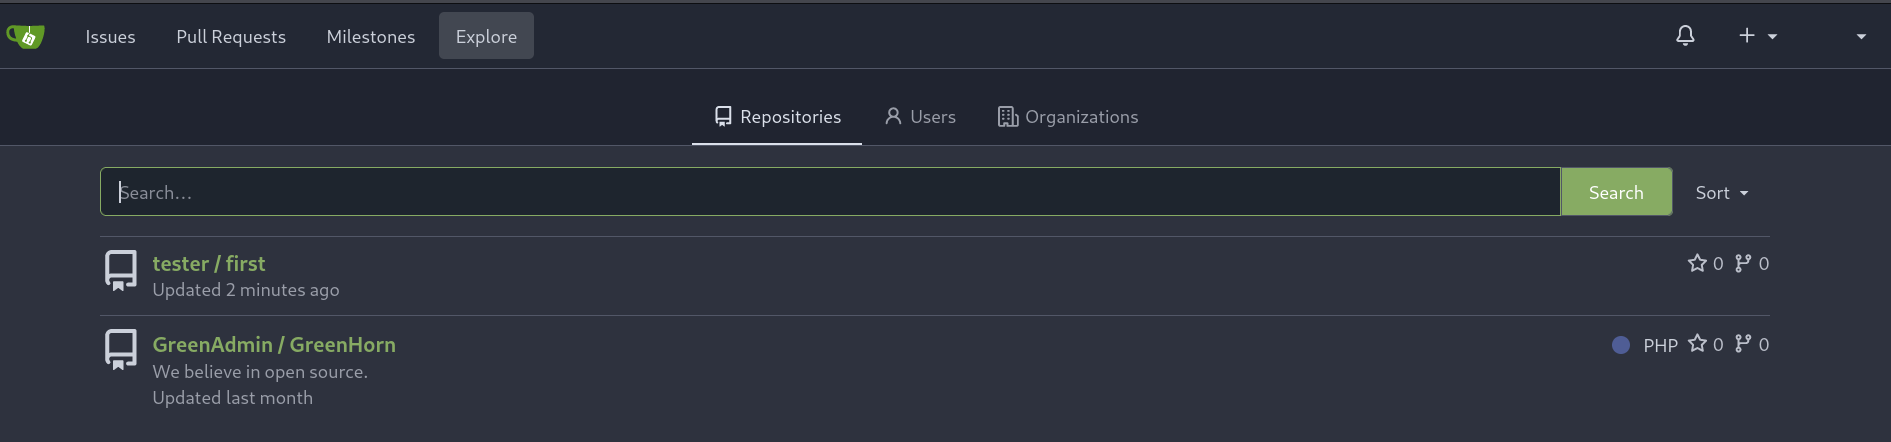 Issues Pull Requests Milestones Explore
Repositories Users Organizations
Search... Search Sort
tester / first 0 0
Updated 2 minutes ago
GreenAdmin / GreenHorn PHP 0 0
We believe in open source.
Updated last month